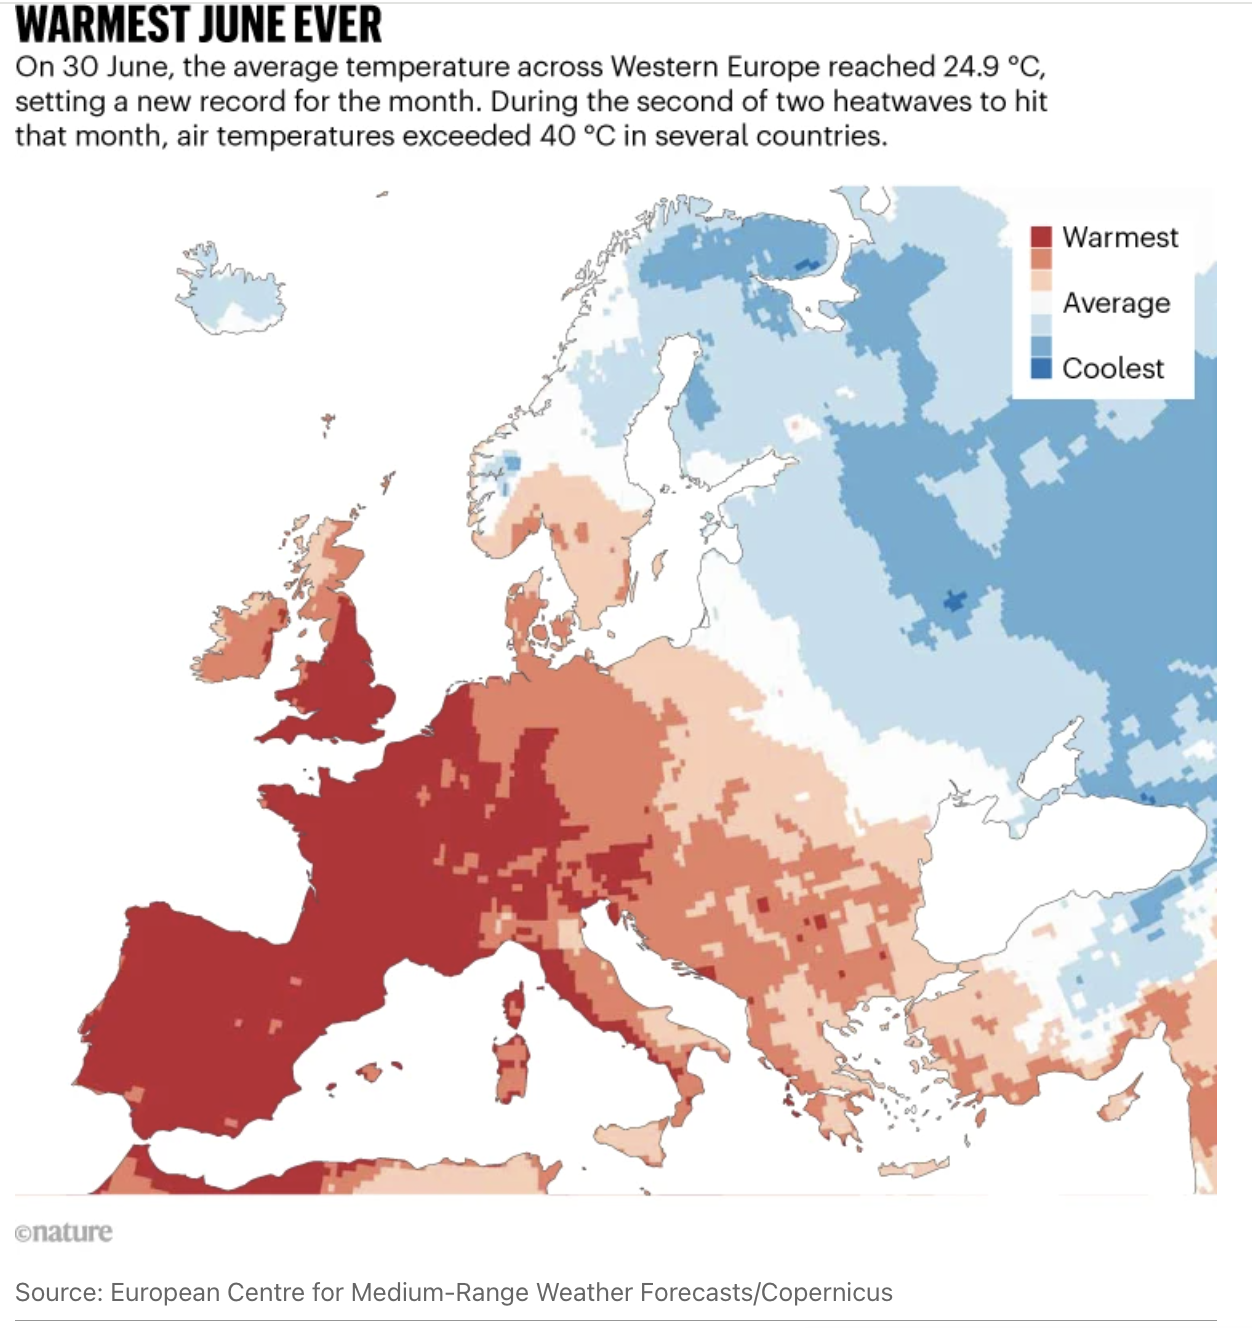 WARMEST JUNE EVER
On 30 June, the average temperature across Western Europe reached 24.9 °C,
setting a new record for the month. During the second of two heatwaves to hit
that month, air temperatures exceeded 40 °C in several countries.
Warmest
Average
Coolest
©nature
Source: European Centre for Medium-Range Weather Forecasts/Copernicus